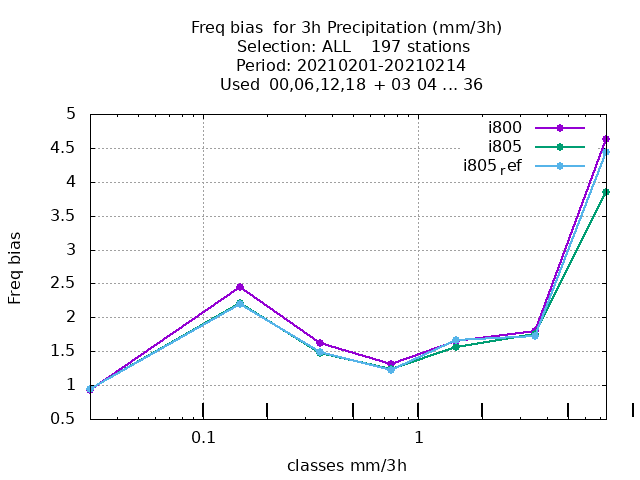 Freq bias  for 3h Precipitation (mm/3h)
Selection: ALL    197 stations
Period: 20210201-20210214
Used  00,06,12,18  + 03 04 ... 36
i800
i805
i805ref
5
4.5
4
3.5
3
2.5
2
1.5
1
0.5
Freq bias
0.1
1
classes mm/3h